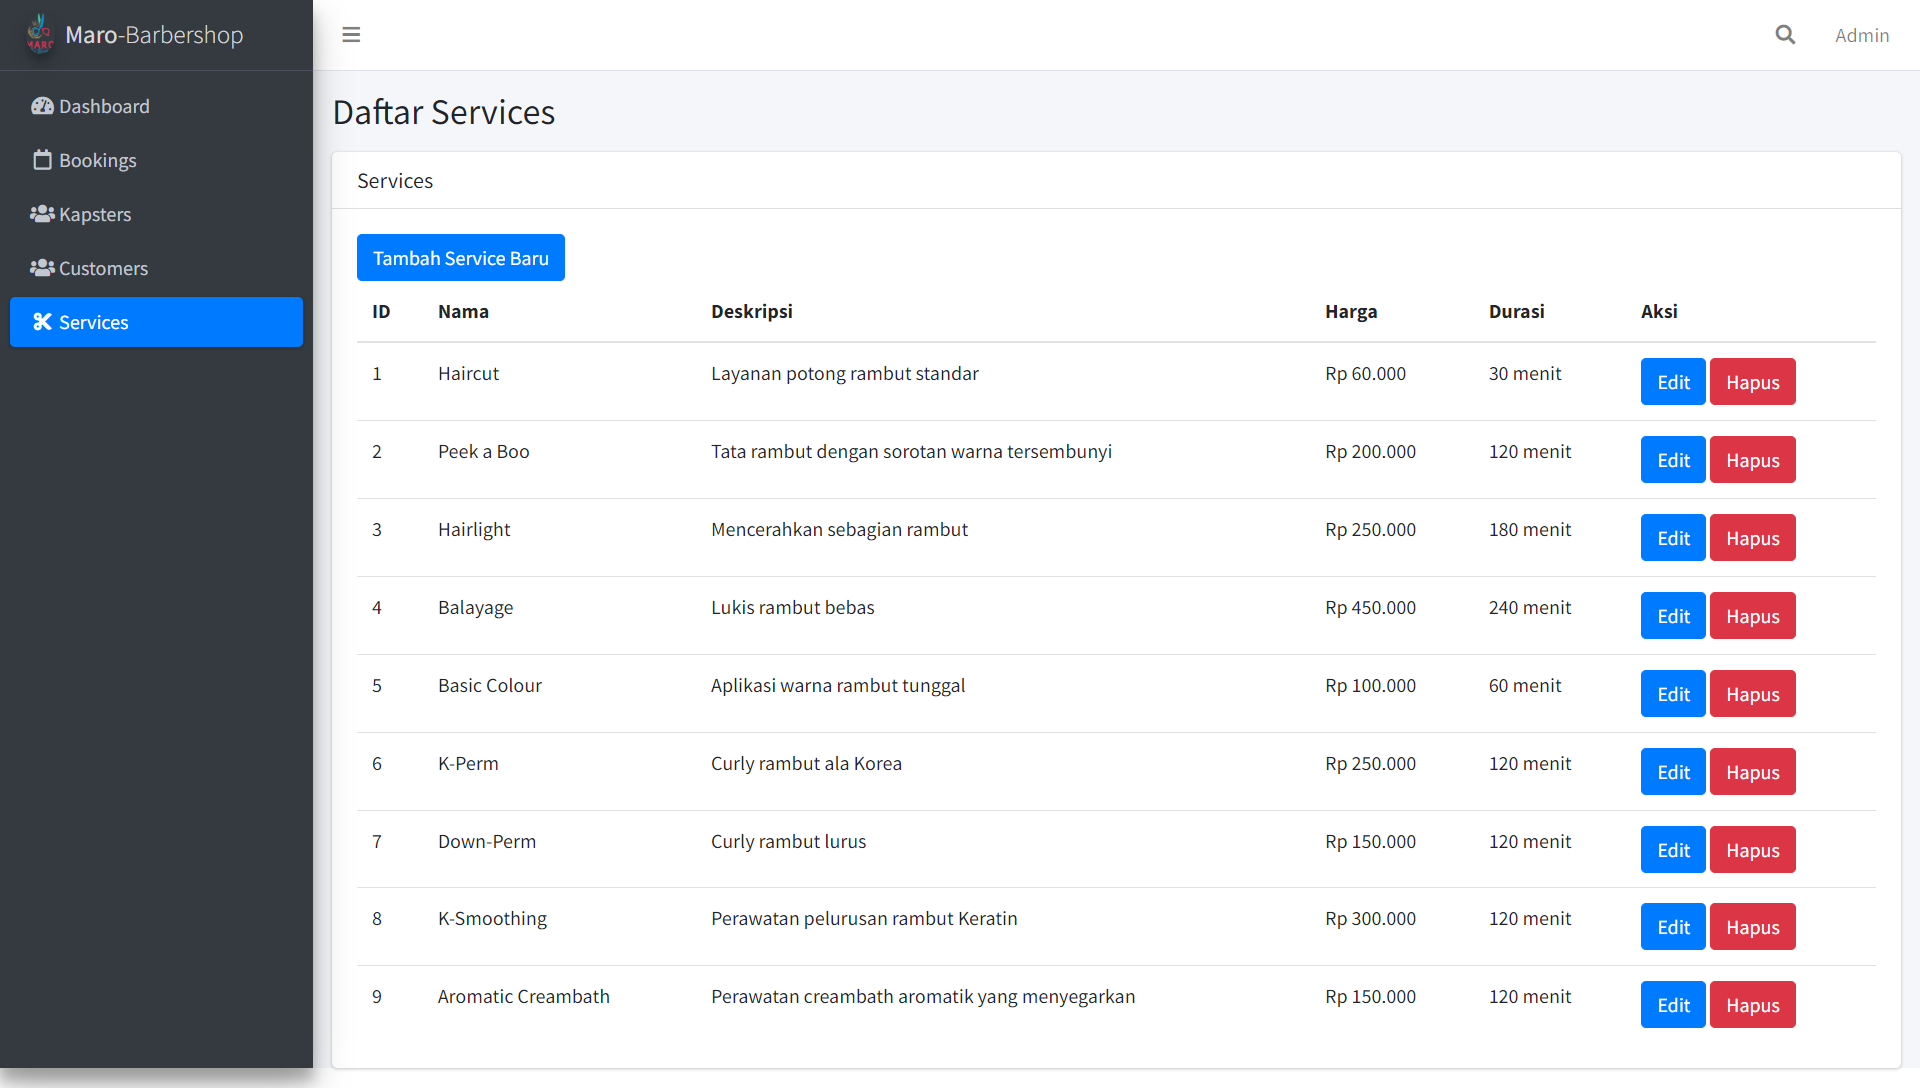 MARO
Maro-Barbershop
Admin
Dashboard
Bookings
Kapsters
Customers
Services
Daftar Services
Services
Tambah Service Baru
ID Nama Deskripsi Harga Durasi Aksi
1 Haircut Layanan potong rambut standar Rp 60.000 30 menit Edit Hapus
2 Peek a Boo Tata rambut dengan sorotan warna tersembunyi Rp 200.000 120 menit Edit Hapus
3 Hairlight Mencerahkan sebagian rambut Rp 250.000 180 menit Edit Hapus
4 Balayage Lukis rambut bebas Rp 450.000 240 menit Edit Hapus
5 Basic Colour Aplikasi warna rambut tunggal Rp 100.000 60 menit Edit Hapus
6 K-Perm Curly rambut ala Korea Rp 250.000 120 menit Edit Hapus
7 Down-Perm Curly rambut lurus Rp 150.000 120 menit Edit Hapus
8 K-Smoothing Perawatan pelurusan rambut Keratin Rp 300.000 120 menit Edit Hapus
9 Aromatic Creambath Perawatan creambath aromatik yang menyegarkan Rp 150.000 120 menit Edit Hapus